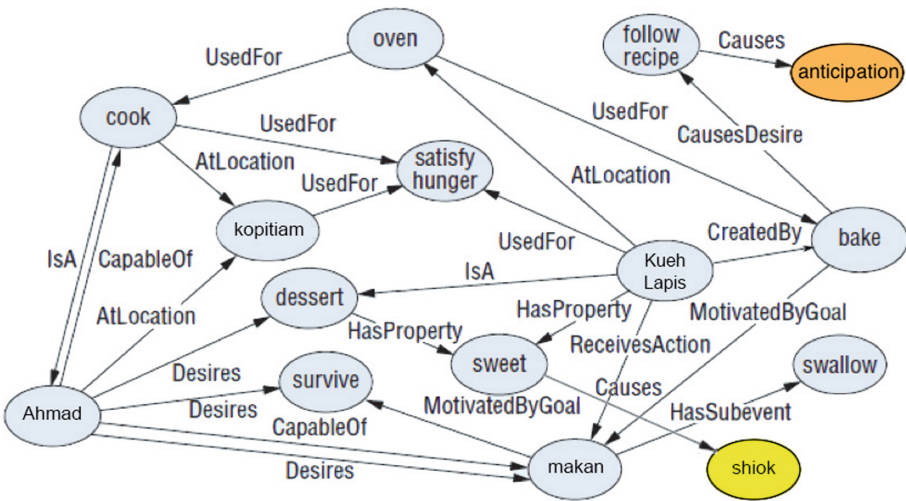 oven
follow
recipe
Causes
anticipation
UsedFor
cook
UsedFor
UsedFor
CausesDesire
AtLocation
satisfy
hunger
AtLocation
UsedFor
kopitiam
UsedFor
CreatedBy
bake
IsA
CapableOf
Kueh
Lapis
IsA
dessert
AtLocation
HasProperty
MotivatedByGoal
HasProperty
ReceivesAction
sweet
swallow
Desires
survive
Causes
Ahmad
Desires
MotivatedByGoal
HasSubevent
CapableOf
Desires
makan
shiok